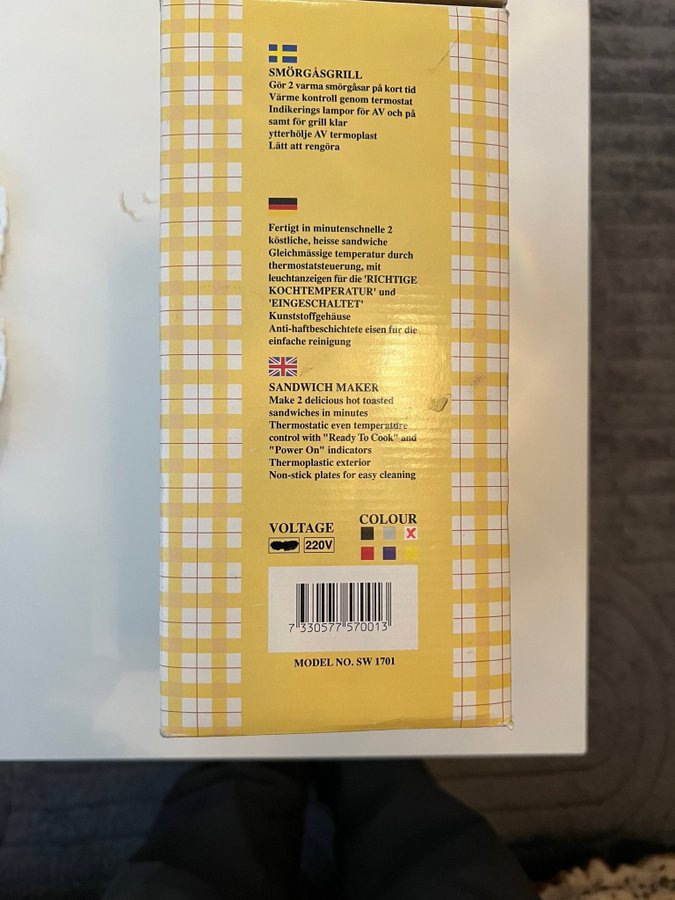 SMÖRGÅSGRILL
Gör 2 varma smörgåsar på kort tid
Värme kontroll genom termostat
Indikerings lampor för AV och på
samt för grill klar
ytterhölje AV termoplast
Lätt att rengöra
Fertigt in minutenschnelle 2
köstliche, heisse sandwiche
Gleichmässige temperatur durch
thermostatsteuerung, mit
leuchtanzeigen für die 'RICHTIGE
KOCHTEMPERATUR' und
'EINGESCHALTET'
Kunststoffgehäuse
Anti-haftbeschichtete eisen für die
einfache reinigung
SANDWICH MAKER
Make 2 delicious hot toasted
sandwiches in minutes
Thermostatic even temperature
control with "Ready To Cook" and
"Power On" indicators
Thermoplastic exterior
Non-stick plates for easy cleaning
VOLTAGE
220V
COLOUR
7 330577 570013
MODEL NO. SW 1701